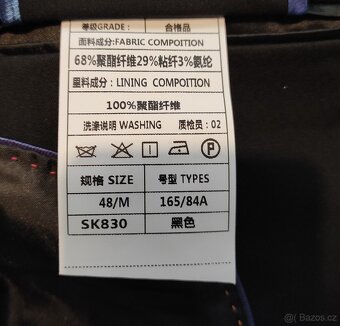 等级GRADE: 合格品
面料成分:FABRIC COMPOITION
68%聚酯纤维29%粘纤3%氨纶
里料成分:LINING COMPOITION
100%聚酯纤维
洗涤说明 WASHING 质检员:02
P
规格 SIZE 号型 TYPES
48/M 165/84A
SK830 黑色
Bazos.cz